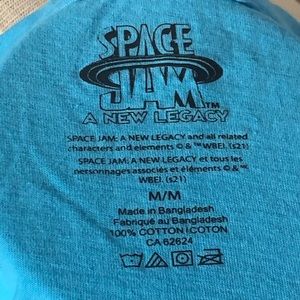 SPACE
JAM™
A NEW LEGACY
SPACE JAM: A NEW LEGACY and all related
characters and elements © & ™ WBEI. (s21)
SPACE JAM: A NEW LEGACY et tous les
personnages associés et éléments © & ™
WBEI. (s21)
M/M
Made in Bangladesh
Fabriqué au Bangladesh
100% COTTON / COTON
CA 62624